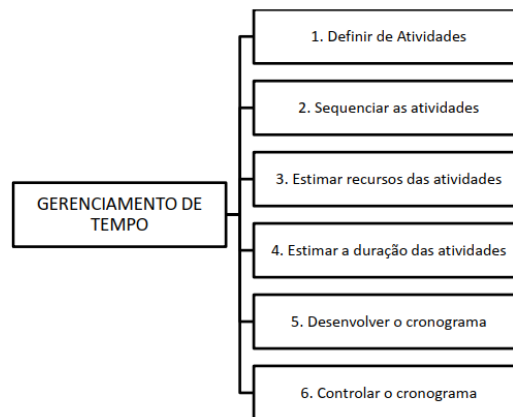 GERENCIAMENTO DE
TEMPO
1. Definir de Atividades
2. Sequenciar as atividades
3. Estimar recursos das atividades
4. Estimar a duração das atividades
5. Desenvolver o cronograma
6. Controlar o cronograma